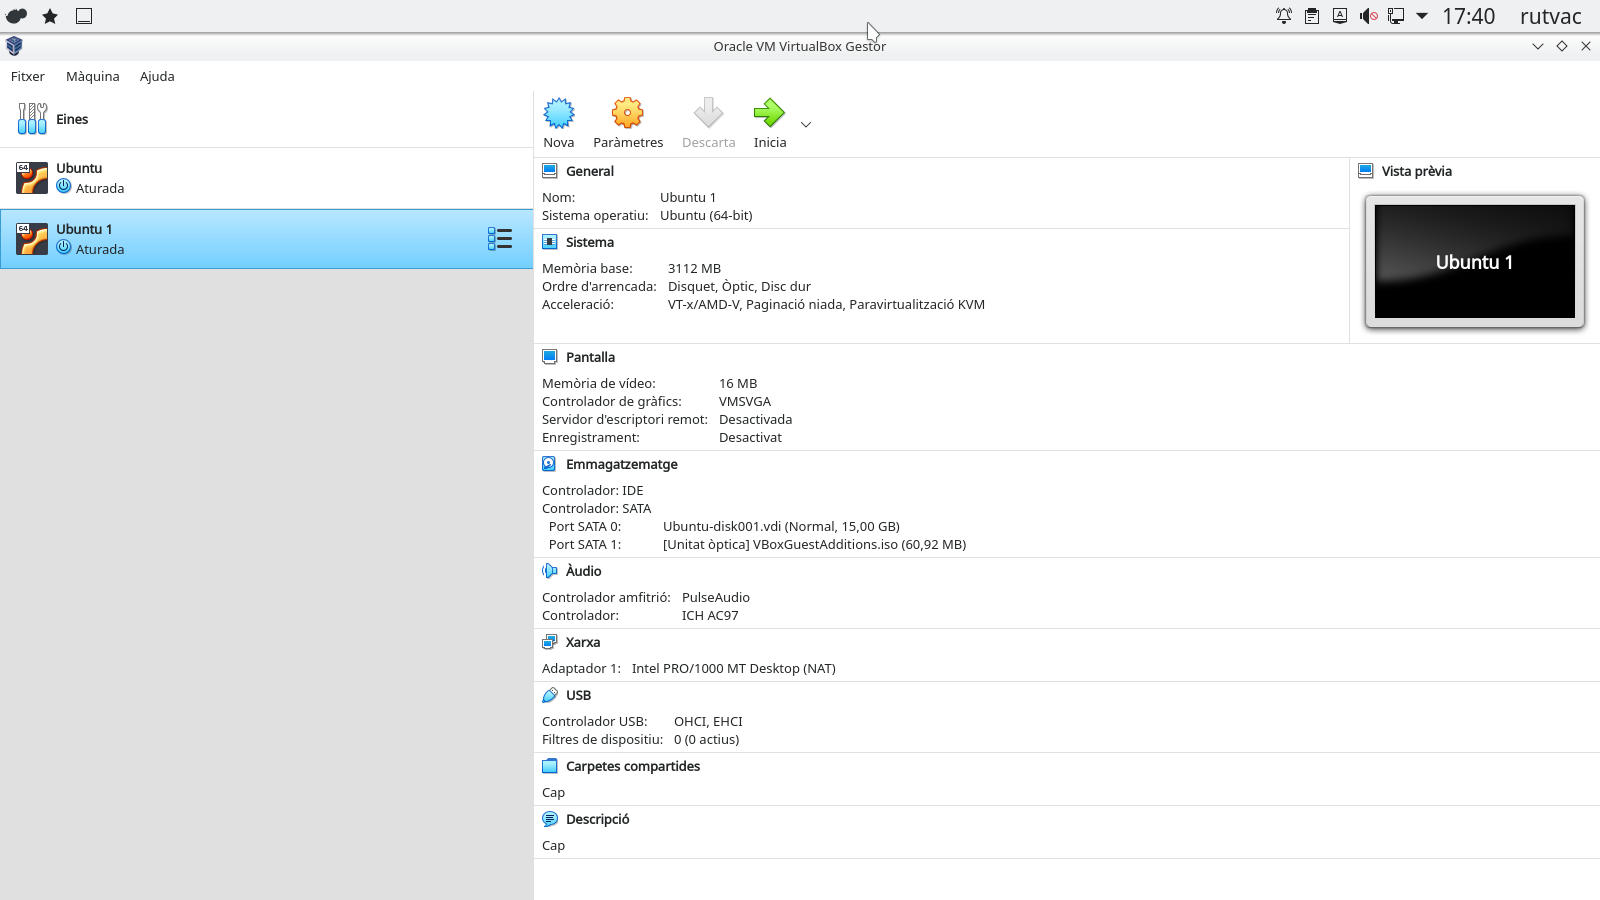 17:40
rutvac
Oracle VM VirtualBox Gestor
Fitxer Màquina Ajuda
Eines
64
Ubuntu
Aturada
64
Ubuntu 1
Aturada
Nova Paràmetres Descarta Inicia
General
Nom: Ubuntu 1
Sistema operatiu: Ubuntu (64-bit)
Sistema
Memòria base: 3112 MB
Ordre d'arrencada: Disquet, Òptic, Disc dur
Acceleració: VT-x/AMD-V, Paginació niada, Paravirtualització KVM
Vista prèvia
Ubuntu 1
Pantalla
Memòria de vídeo: 16 MB
Controlador de gràfics: VMSVGA
Servidor d'escriptori remot: Desactivada
Enregistrament: Desactivat
Emmagatzematge
Controlador: IDE
Controlador: SATA
Port SATA 0: Ubuntu-disk001.vdi (Normal, 15,00 GB)
Port SATA 1: [Unitat òptica] VBoxGuestAdditions.iso (60,92 MB)
Àudio
Controlador amfitrió: PulseAudio
Controlador: ICH AC97
Xarxa
Adaptador 1: Intel PRO/1000 MT Desktop (NAT)
USB
Controlador USB: OHCI, EHCI
Filtres de dispositiu: 0 (0 actius)
Carpetes compartides
Cap
Descripció
Cap